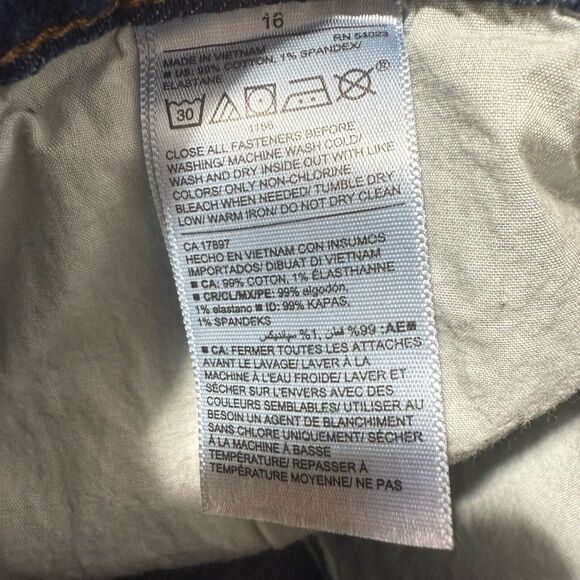 16
RN 54023
MADE IN VIETNAM
■ US: 99% COTTON, 1% SPANDEX/
ELASTANE
30
®
1166
CLOSE ALL FASTENERS BEFORE
WASHING/ MACHINE WASH COLD/
WASH AND DRY INSIDE OUT WITH LIKE
COLORS/ ONLY NON-CHLORINE
BLEACH WHEN NEEDED/ TUMBLE DRY
LOW/ WARM IRON/ DO NOT DRY CLEAN
CA 17897
HECHO EN VIETNAM CON INSUMOS
IMPORTADOS/ DIBUAT DI VIETNAM
■ CA: 99% COTON, 1% ÉLASTHANNE
■ CR/CL/MX/PE: 99% algodón,
1% elastano ■ ID: 99% KAPAS,
1% SPANDEKS
■ AE: 99% قطن, 1% سباندكس
■ CA: FERMER TOUTES LES ATTACHES
AVANT LE LAVAGE/ LAVER À LA
MACHINE À L'EAU FROIDE/ LAVER ET
SÉCHER SUR L'ENVERS AVEC DES
COULEURS SEMBLABLES/ UTILISER AU
BESOIN UN AGENT DE BLANCHIMENT
SANS CHLORE UNIQUEMENT/ SÉCHER
À LA MACHINE À BASSE
TEMPÉRATURE/ REPASSER À
TEMPÉRATURE MOYENNE/ NE PAS